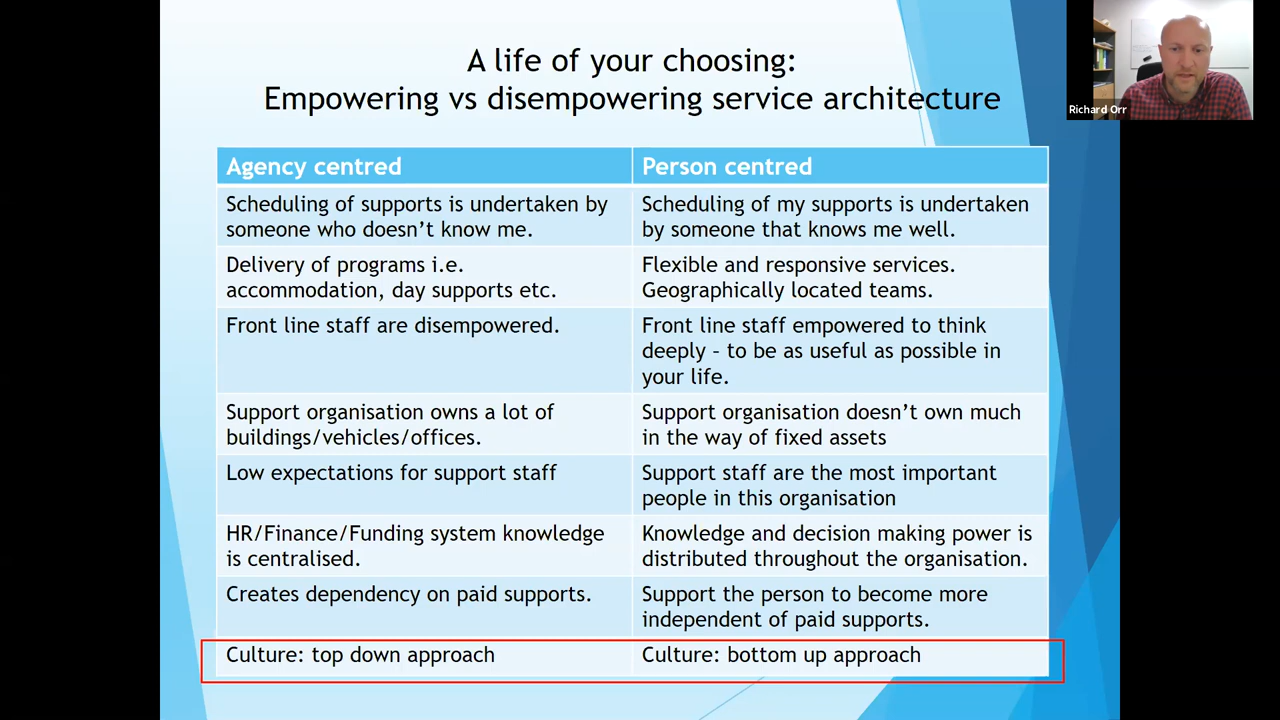 A life of your choosing:
Empowering vs disempowering service architecture
Richard Orr
Agency centred
Person centred
Scheduling of supports is undertaken by
someone who doesn’t know me.
Scheduling of my supports is undertaken
by someone that knows me well.
Delivery of programs i.e.
accommodation, day supports etc.
Flexible and responsive services.
Geographically located teams.
Front line staff are disempowered.
Front line staff empowered to think
deeply – to be as useful as possible in
your life.
Support organisation owns a lot of
buildings/vehicles/offices.
Support organisation doesn’t own much
in the way of fixed assets
Low expectations for support staff
Support staff are the most important
people in this organisation
HR/Finance/Funding system knowledge
is centralised.
Knowledge and decision making power is
distributed throughout the organisation.
Creates dependency on paid supports.
Support the person to become more
independent of paid supports.
Culture: top down approach
Culture: bottom up approach